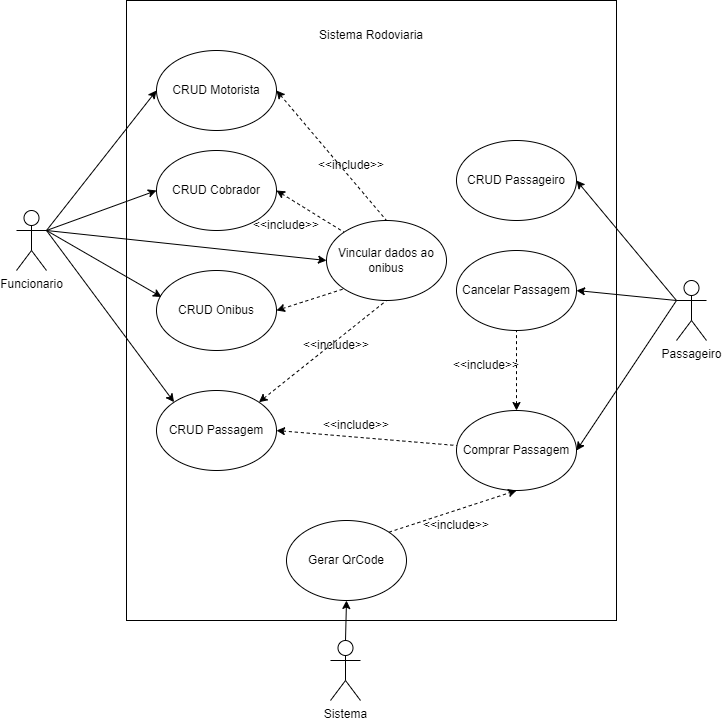 Sistema Rodoviaria
CRUD Motorista
<<include>>
CRUD Passageiro
CRUD Cobrador
<<include>>
Vincular dados ao
onibus
Funcionario
Cancelar Passagem
CRUD Onibus
<<include>>
Passageiro
<<include>>
CRUD Passagem
<<include>>
Comprar Passagem
<<include>>
Gerar QrCode
Sistema